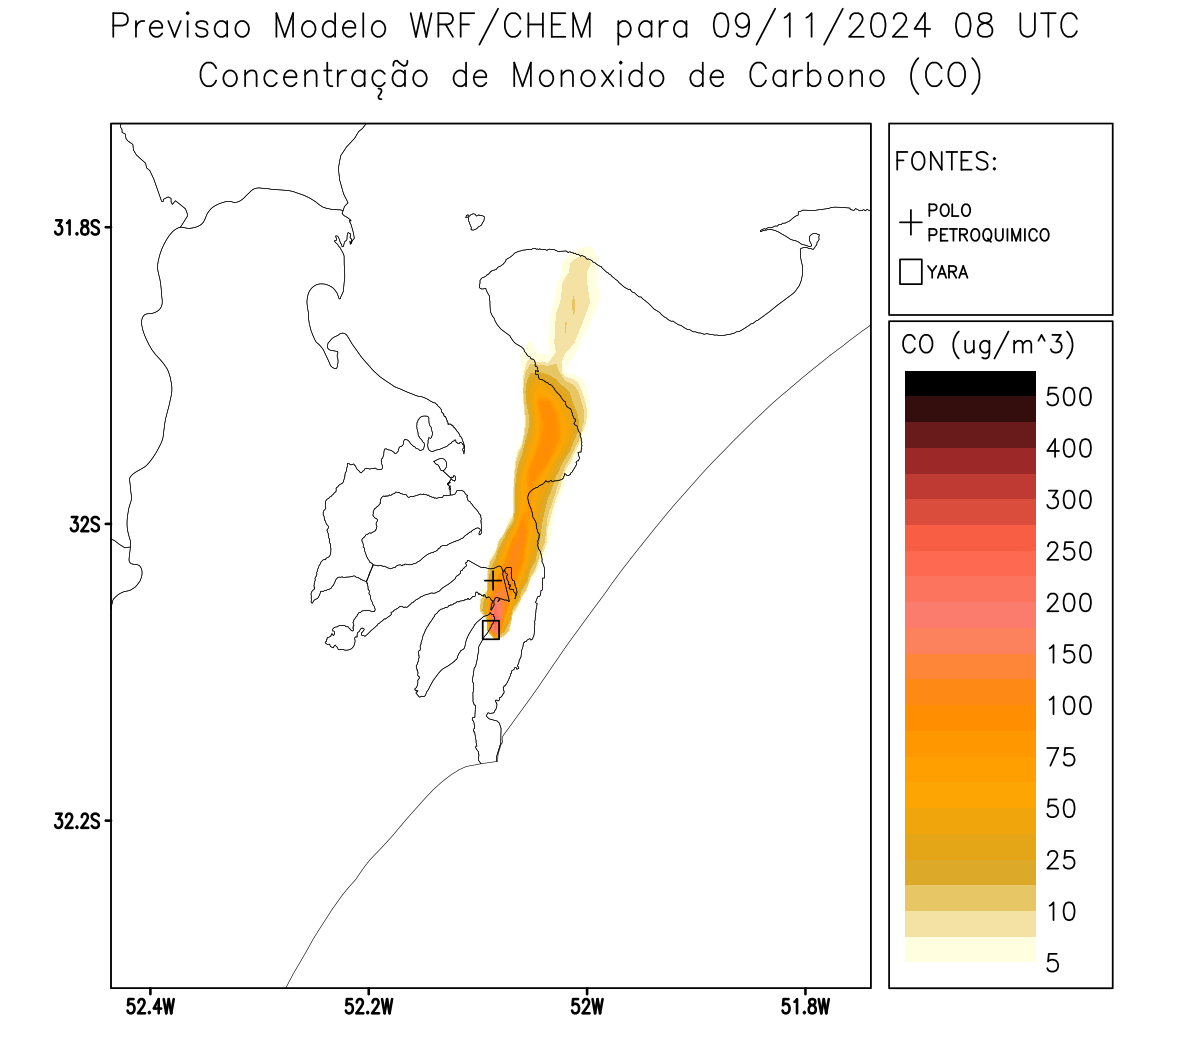 Previsao Modelo WRF/CHEM para 09/11/2024 08 UTC
Concentração de Monoxido de Carbono (CO)
FONTES:
POLO
PETROQUIMICO
YARA
CO (ug/m^3)
500
400
300
250
200
150
100
75
50
25
10
5
31.8S
32S
32.2S
52.4W
52.2W
52W
51.8W